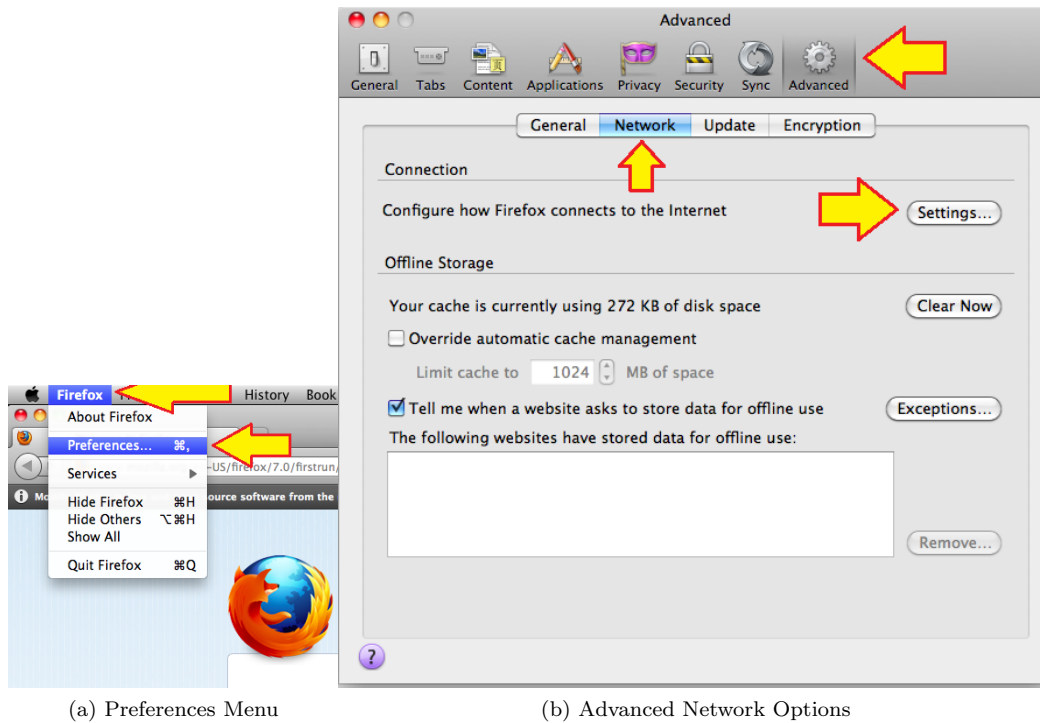 Advanced
General Tabs Content Applications Privacy Security Sync Advanced
General Network Update Encryption
Connection
Configure how Firefox connects to the Internet Settings...
Offline Storage
Your cache is currently using 272 KB of disk space Clear Now
Override automatic cache management
Limit cache to 1024 MB of space
Tell me when a website asks to store data for offline use Exceptions...
The following websites have stored data for offline use:
Remove...
?
Firefox History Book
About Firefox
Preferences... ⌘,
-US/firefox/7.0/firstrun/
Services
Mo ource software from the
Hide Firefox ⌘H
Hide Others ⌥⌘H
Show All
Quit Firefox ⌘Q
(a) Preferences Menu
(b) Advanced Network Options